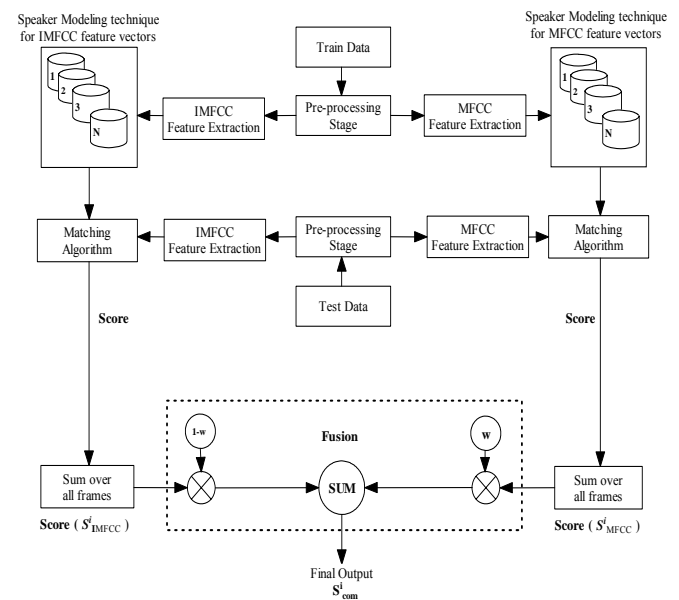 Speaker Modeling technique
for IMFCC feature vectors
Speaker Modeling technique
for MFCC feature vectors
Train Data
1
2
3
N
IMFCC
Feature Extraction
Pre-processing
Stage
MFCC
Feature Extraction
1
2
3
N
Matching
Algorithm
IMFCC
Feature Extraction
Pre-processing
Stage
MFCC
Feature Extraction
Matching
Algorithm
Test Data
Score
Score
Fusion
1-w
w
Sum over
all frames
SUM
Sum over
all frames
Score ( S^i_IMFCC )
Score ( S^i_MFCC )
Final Output
S^i_com